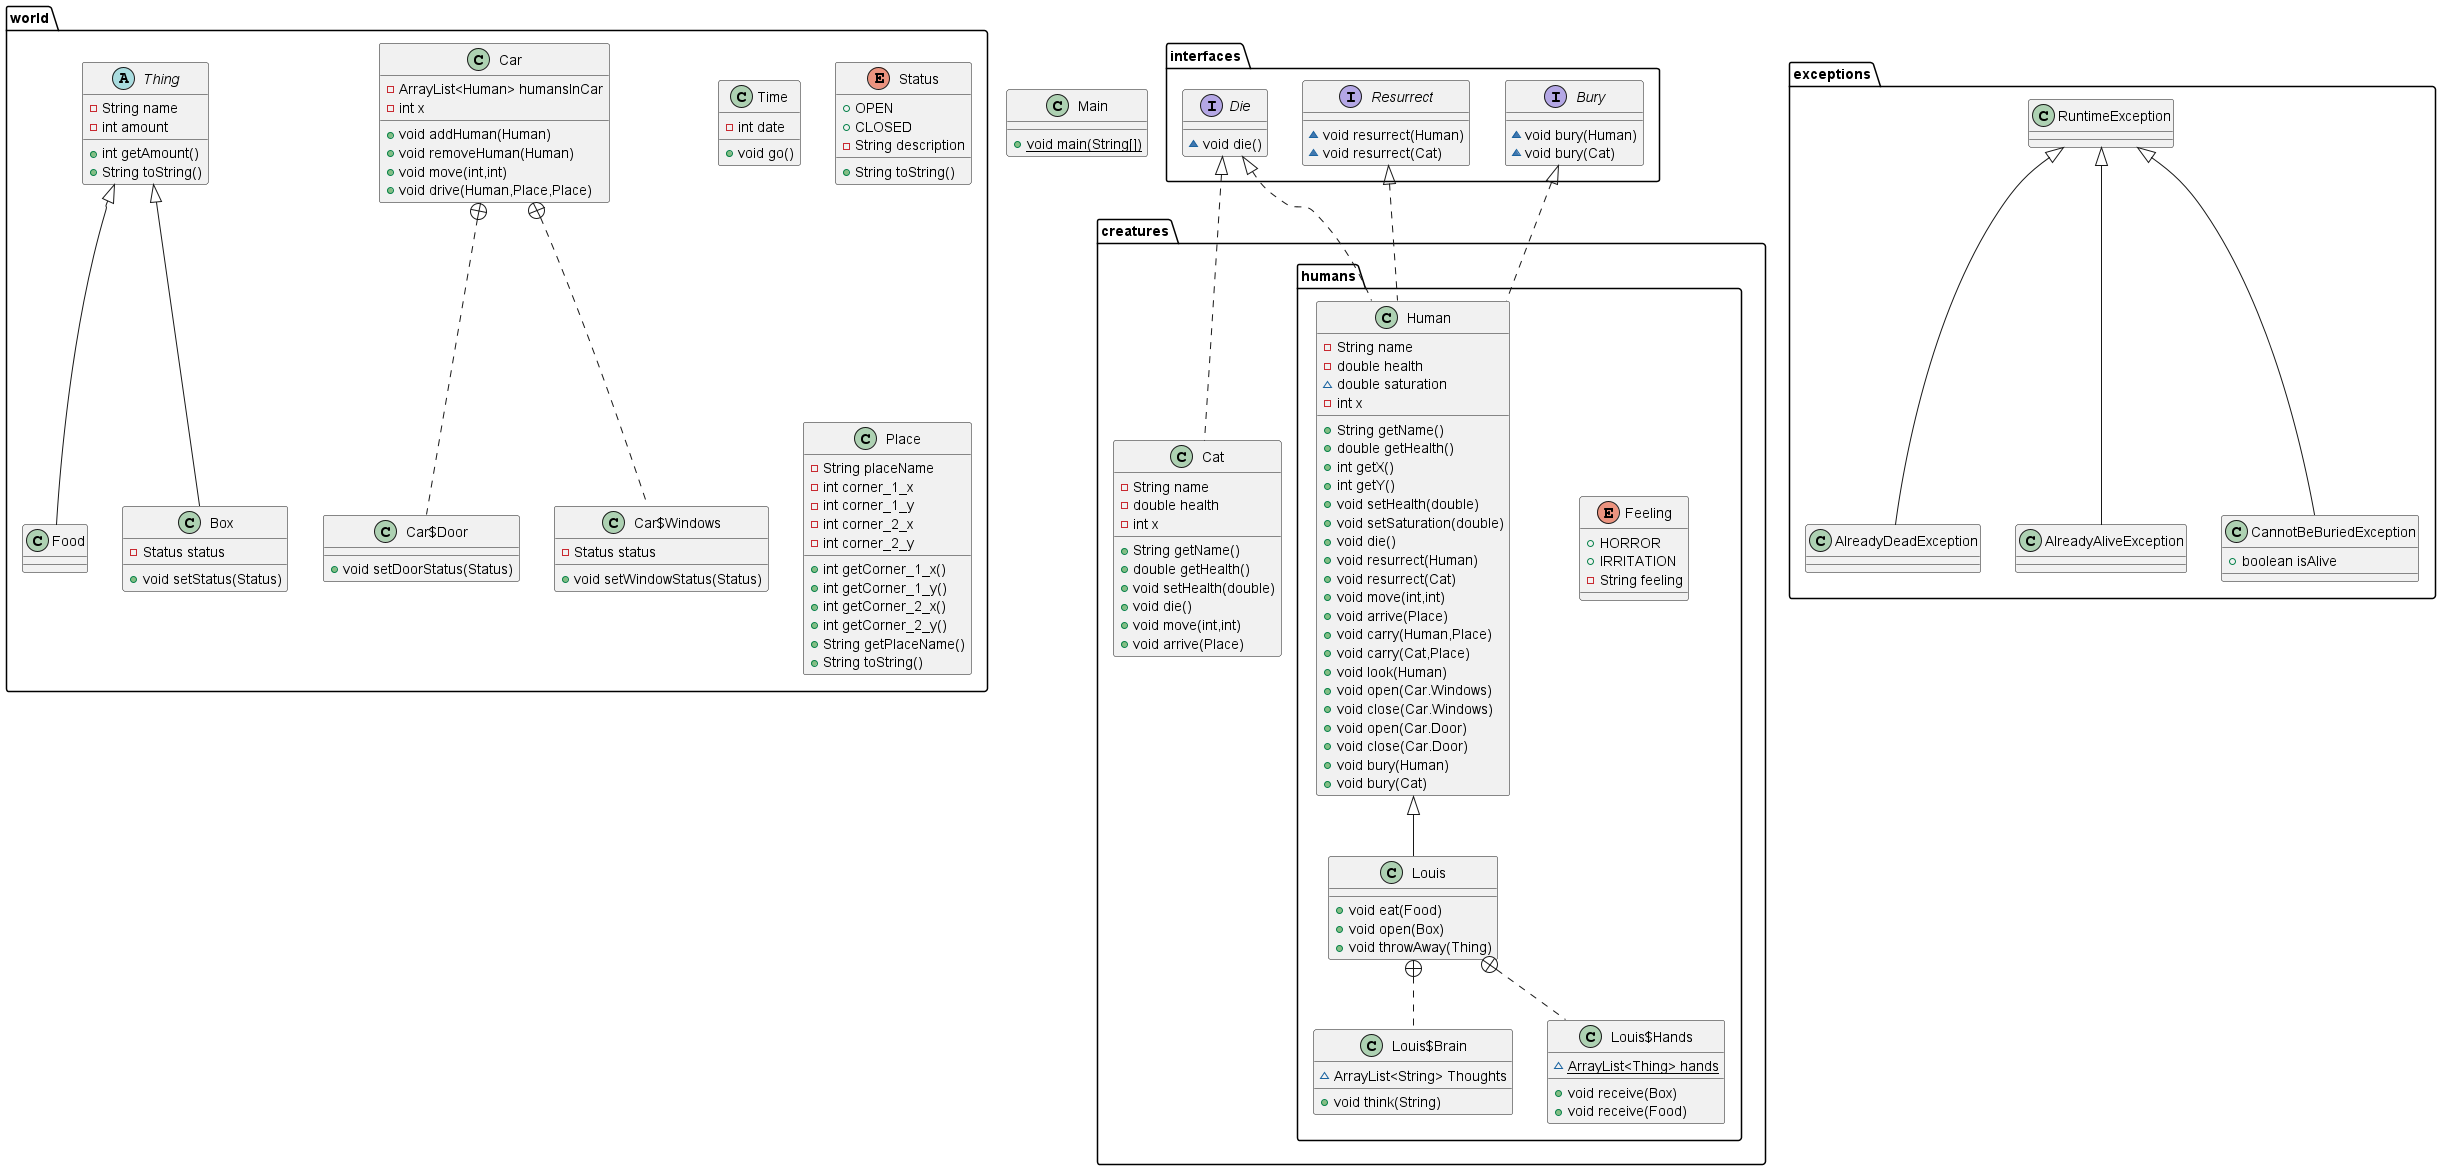 world
A Thing
String name
int amount
int getAmount()
String toString()
C Car
ArrayList<Human> humansInCar
int x
void addHuman(Human)
void removeHuman(Human)
void move(int,int)
void drive(Human,Place,Place)
C Time
int date
void go()
E Status
OPEN
CLOSED
String description
String toString()
C Food
C Box
Status status
void setStatus(Status)
C Car$Door
void setDoorStatus(Status)
C Car$Windows
Status status
void setWindowStatus(Status)
C Place
String placeName
int corner_1_x
int corner_1_y
int corner_2_x
int corner_2_y
int getCorner_1_x()
int getCorner_1_y()
int getCorner_2_x()
int getCorner_2_y()
String getPlaceName()
String toString()
C Main
void main(String[])
interfaces
I Die
void die()
I Resurrect
void resurrect(Human)
void resurrect(Cat)
I Bury
void bury(Human)
void bury(Cat)
creatures
C Cat
String name
double health
int x
String getName()
double getHealth()
void setHealth(double)
void die()
void move(int,int)
void arrive(Place)
humans
C Human
String name
double health
double saturation
int x
String getName()
double getHealth()
int getX()
int getY()
void setHealth(double)
void setSaturation(double)
void die()
void resurrect(Human)
void resurrect(Cat)
void move(int,int)
void arrive(Place)
void carry(Human,Place)
void carry(Cat,Place)
void look(Human)
void open(Car.Windows)
void close(Car.Windows)
void open(Car.Door)
void close(Car.Door)
void bury(Human)
void bury(Cat)
E Feeling
HORROR
IRRITATION
String feeling
C Louis
void eat(Food)
void open(Box)
void throwAway(Thing)
C Louis$Brain
ArrayList<String> Thoughts
void think(String)
C Louis$Hands
ArrayList<Thing> hands
void receive(Box)
void receive(Food)
exceptions
C RuntimeException
C AlreadyDeadException
C AlreadyAliveException
C CannotBeBuriedException
boolean isAlive